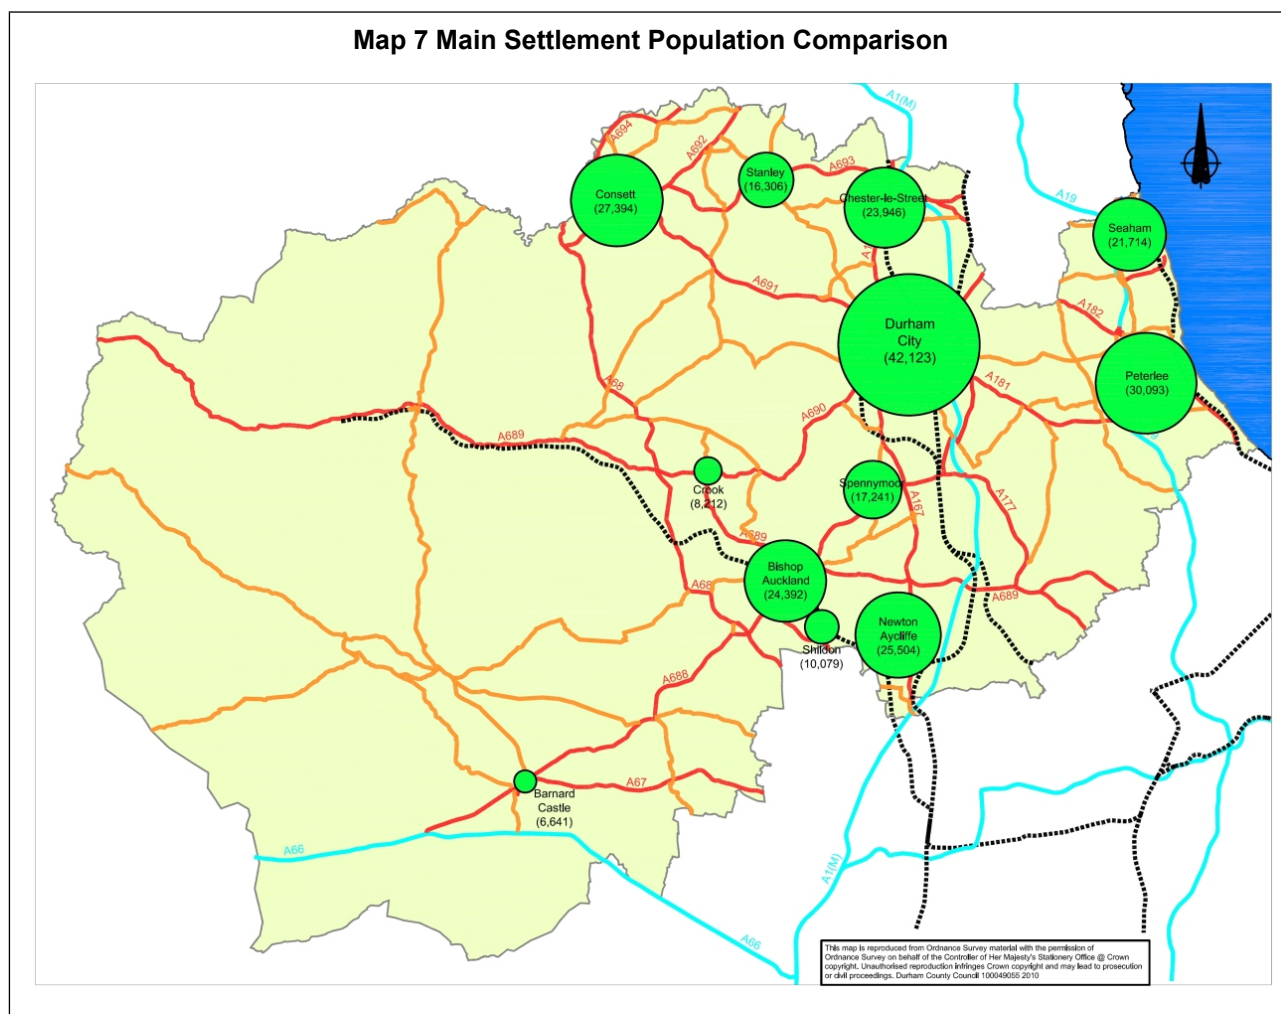 Map 7 Main Settlement Population Comparison
A1(M)
A694
A692
A693
A19
Consett
(27,394)
Stanley
(16,306)
Chester-le-Street
(23,946)
Seaham
(21,714)
A691
A182
Durham
City
(42,123)
Peterlee
(30,093)
A68
A181
A690
A689
Crook
(8,212)
Spennymoor
(17,241)
A167
A177
A689
Bishop
Auckland
(24,392)
A68
A689
Newton
Aycliffe
(25,504)
Shildon
(10,079)
A688
A67
Barnard
Castle
(6,641)
A66
A1(M)
A66
This map is reproduced from Ordnance Survey material with the permission of
Ordnance Survey on behalf of the Controller of Her Majesty's Stationery Office @ Crown
copyright. Unauthorised reproduction infringes Crown copyright and may lead to prosecution
or civil proceedings. Durham County Council 100049055 2010